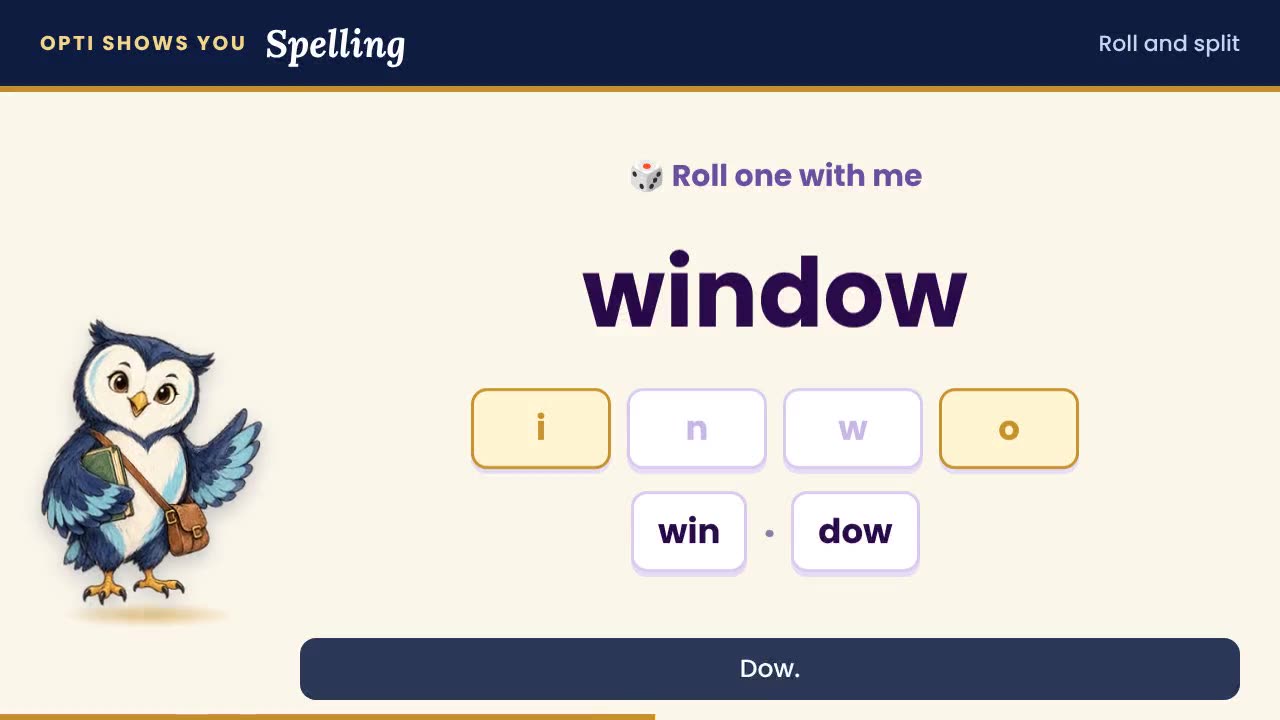 OPTI SHOWS YOU Spelling
Roll and split
🎲 Roll one with me
window
i n w o
win · dow
Dow.